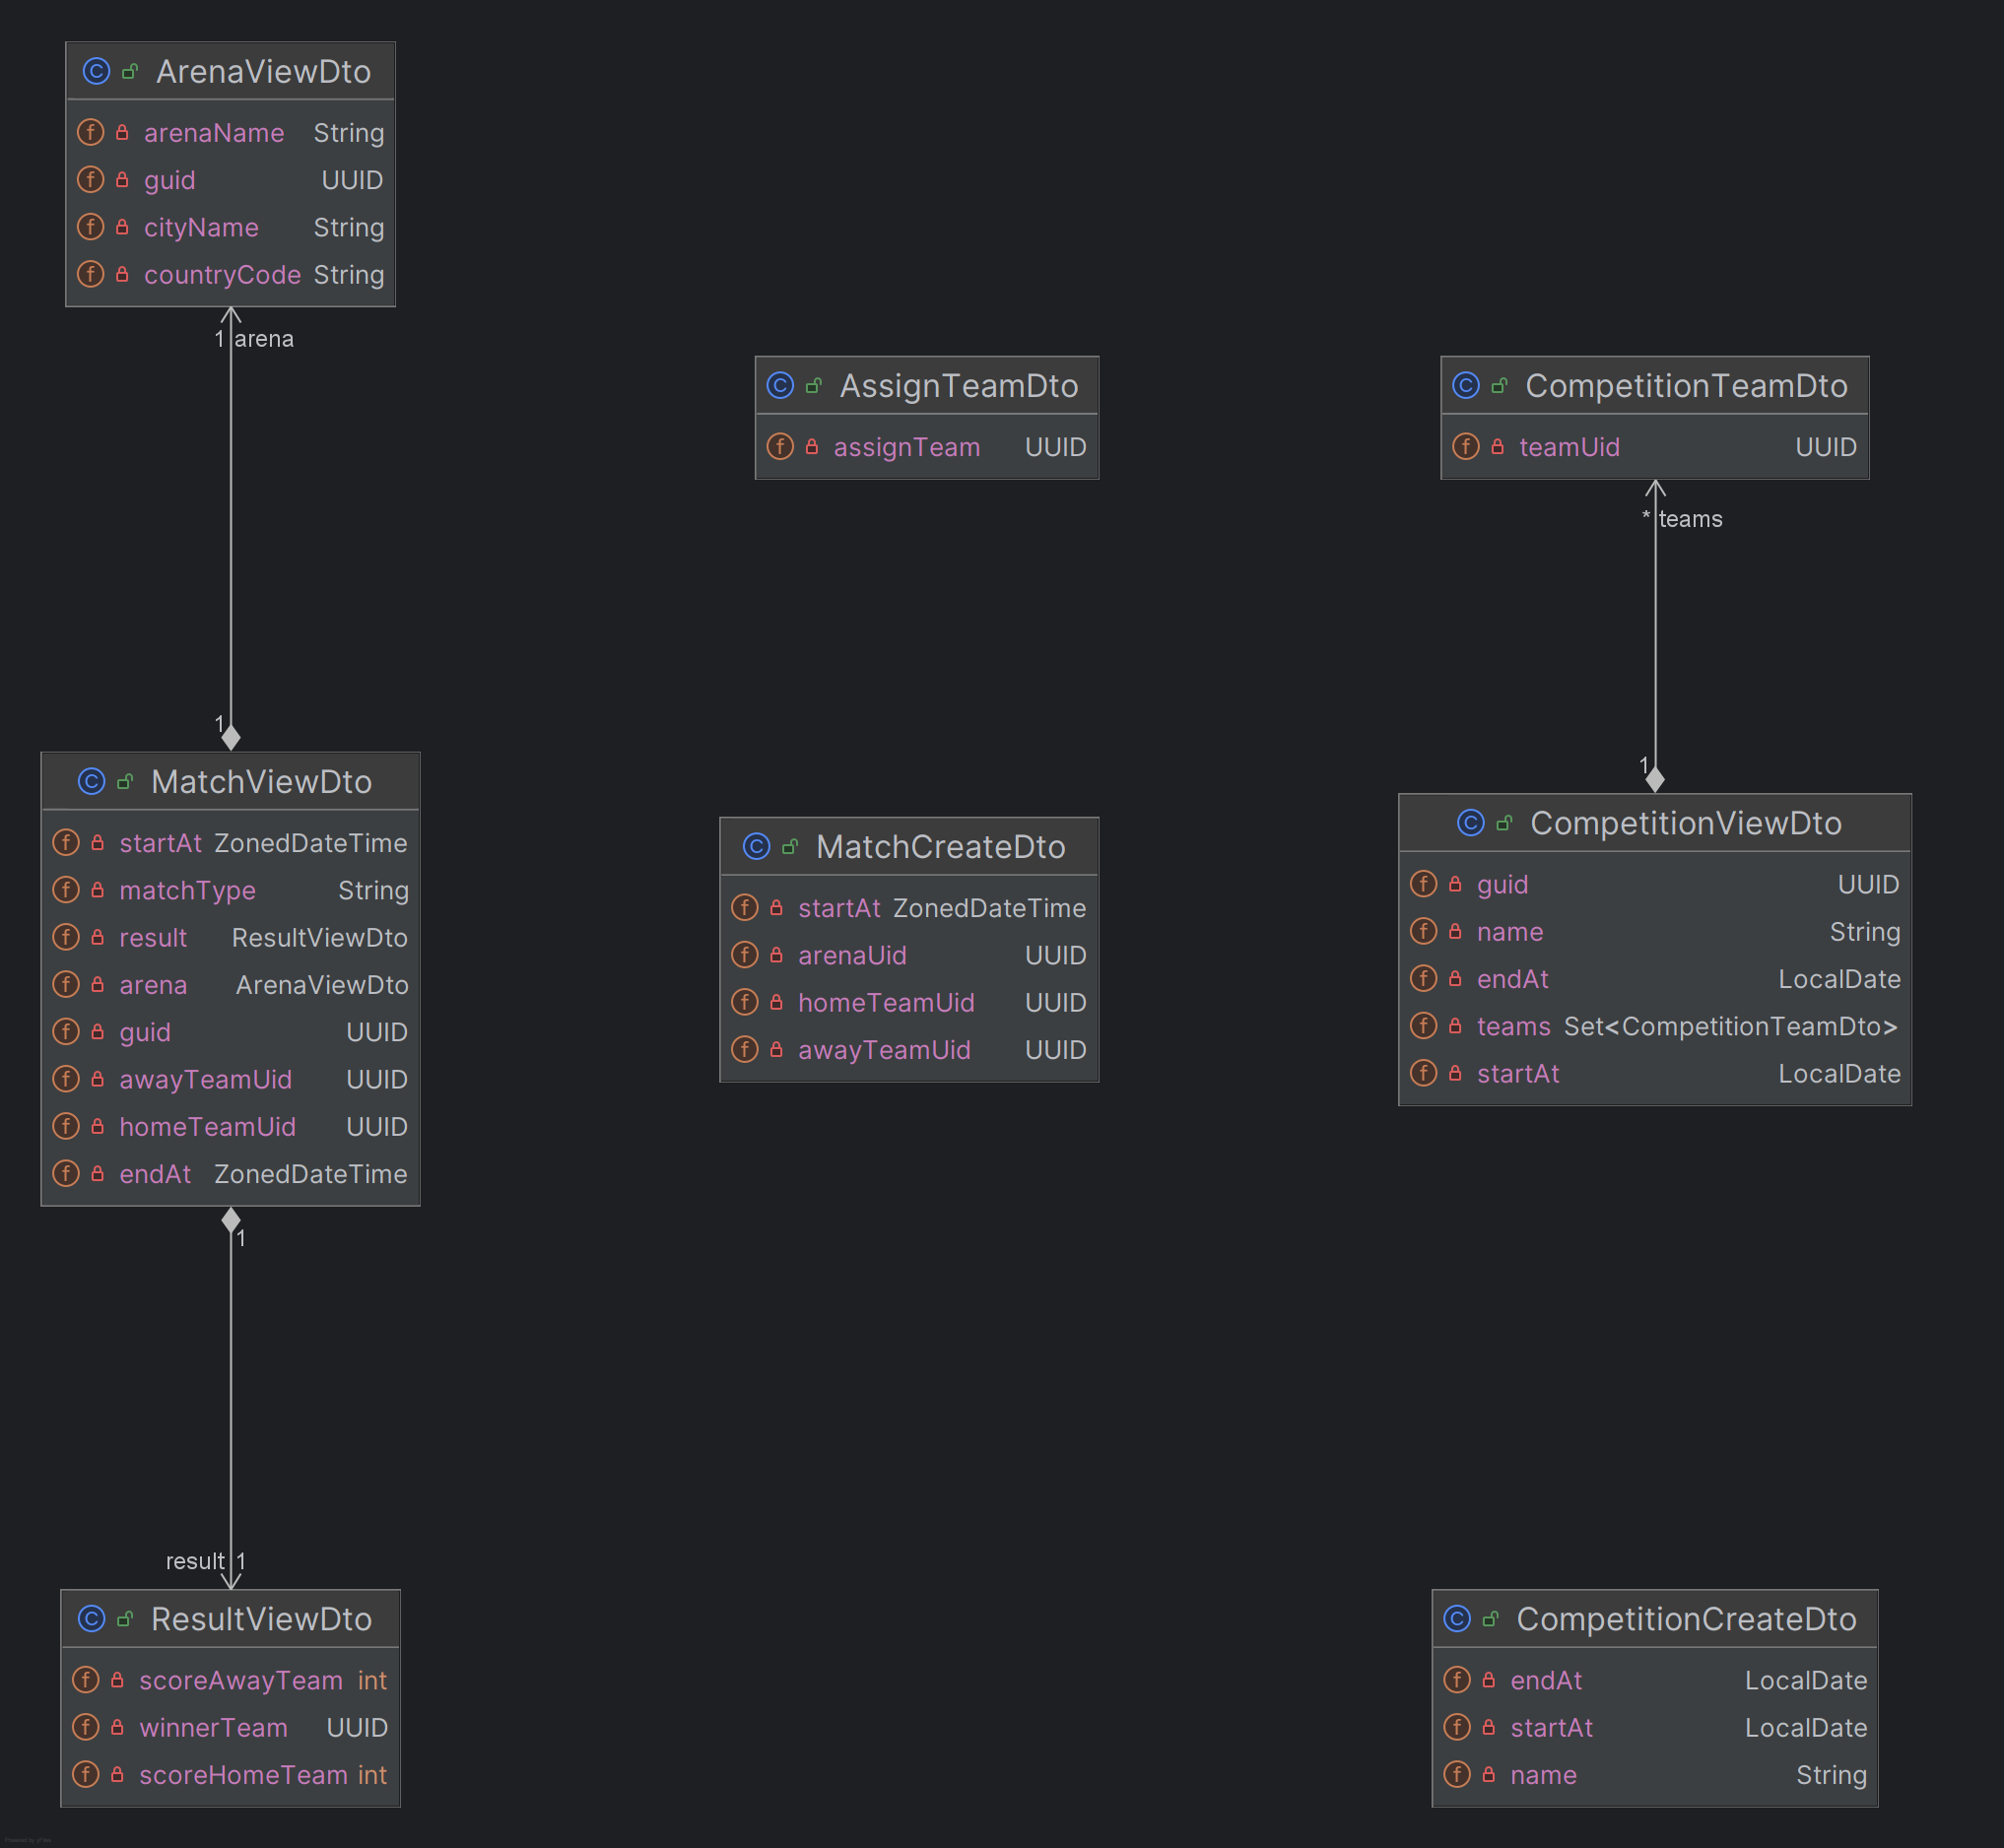 ArenaViewDto
arenaName String
guid UUID
cityName String
countryCode String
1 arena
1
MatchViewDto
startAt ZonedDateTime
matchType String
result ResultViewDto
arena ArenaViewDto
guid UUID
awayTeamUid UUID
homeTeamUid UUID
endAt ZonedDateTime
1
result 1
ResultViewDto
scoreAwayTeam int
winnerTeam UUID
scoreHomeTeam int
AssignTeamDto
assignTeam UUID
MatchCreateDto
startAt ZonedDateTime
arenaUid UUID
homeTeamUid UUID
awayTeamUid UUID
CompetitionTeamDto
teamUid UUID
* teams
1
CompetitionViewDto
guid UUID
name String
endAt LocalDate
teams Set<CompetitionTeamDto>
startAt LocalDate
CompetitionCreateDto
endAt LocalDate
startAt LocalDate
name String
Powered by yFiles